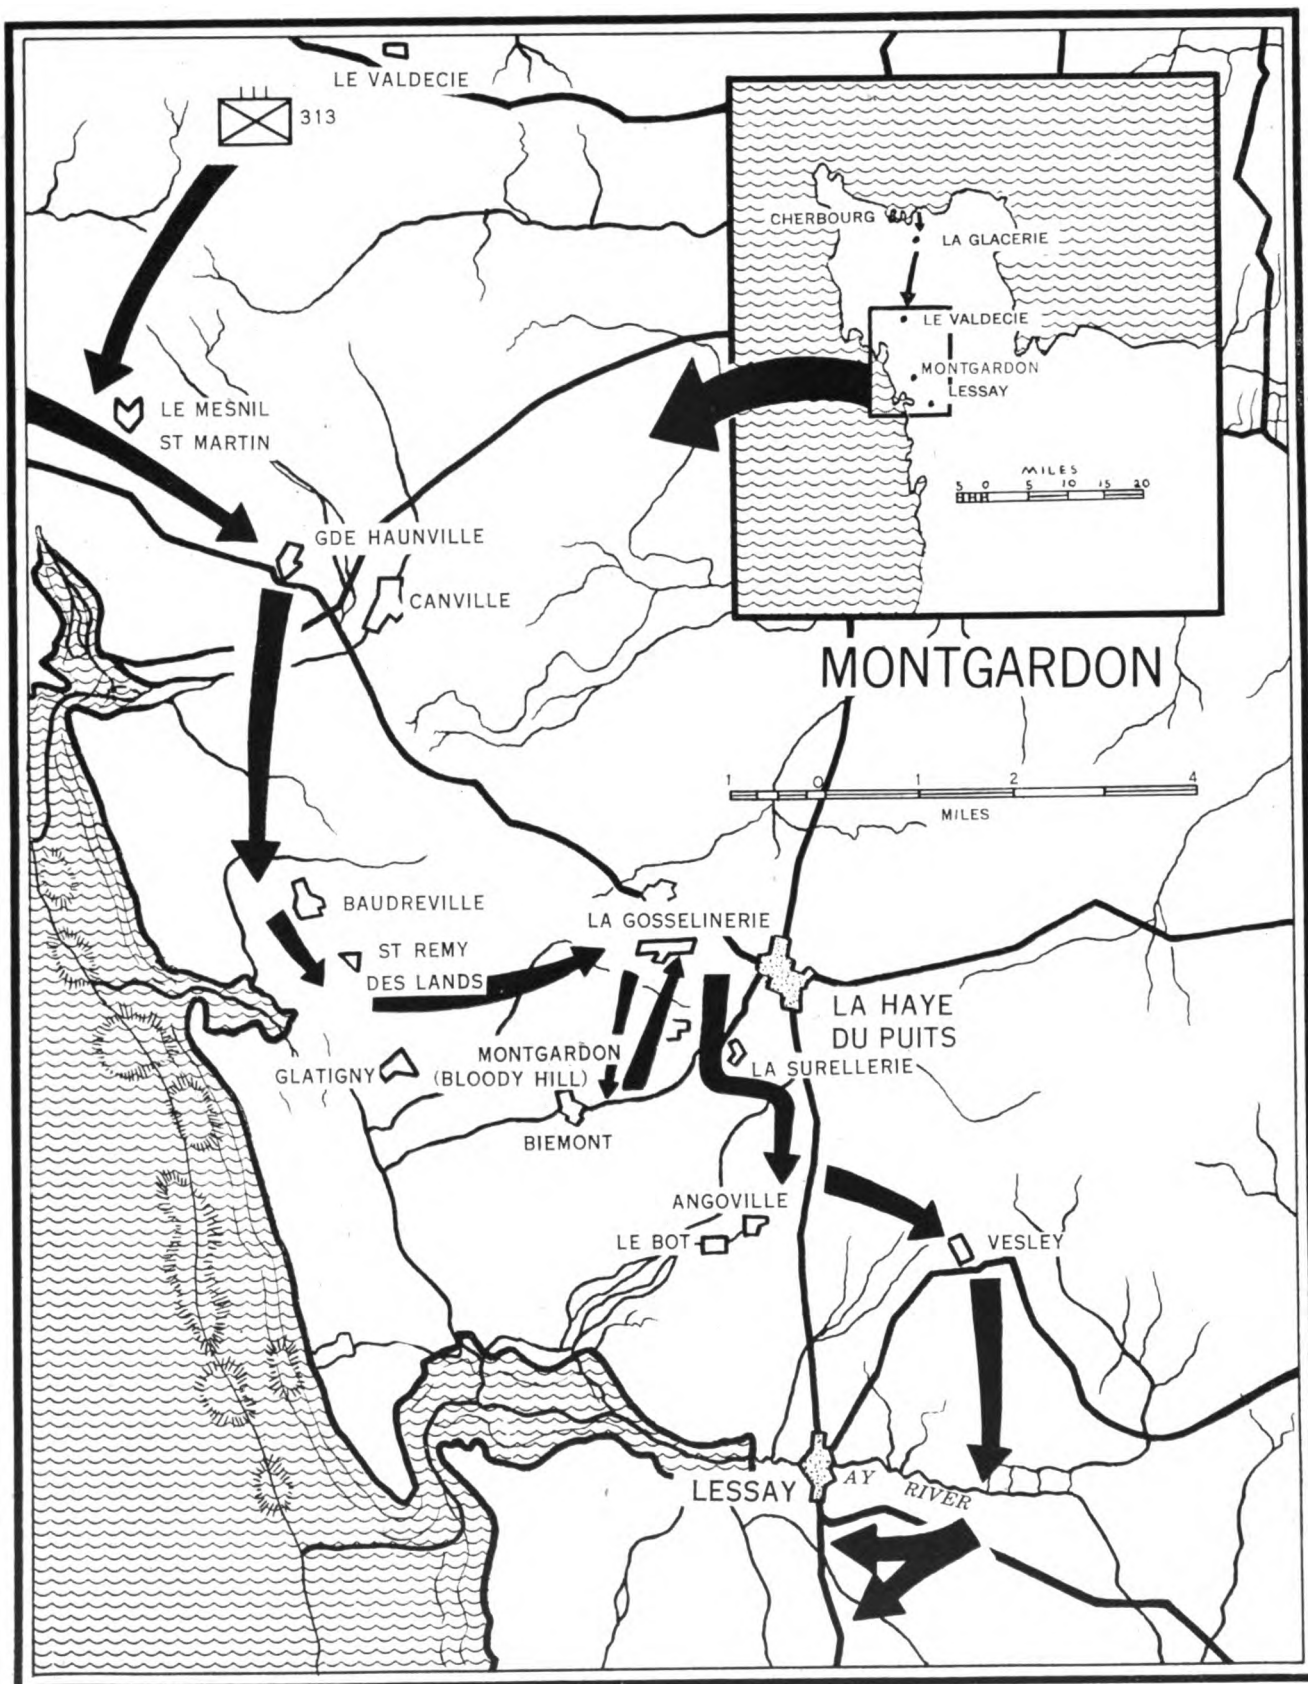 LE VALDECIE
313
CHERBOURG
LA GLACERIE
LE VALDECIE
MONTGARDON
LESSAY
MILES
5 0 5 10 15 20
LE MESNIL
ST MARTIN
GDE HAUNVILLE
CANVILLE
MONTGARDON
1 0 1 2 4
MILES
BAUDREVILLE
ST REMY
DES LANDS
LA GOSSELINERIE
LA HAYE
DU PUITS
MONTGARDON
(BLOODY HILL)
GLATIGNY
LA SURELLERIE
BIEMONT
ANGOVILLE
LE BOT
VESLEY
LESSAY
AY RIVER